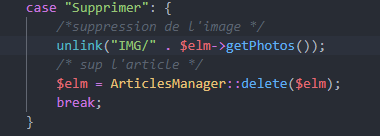 case "Supprimer": {
/*suppression de l'image */
unlink("IMG/" . $elm->getPhotos());
/* sup l'article */
$elm = ArticlesManager::delete($elm);
break;
}